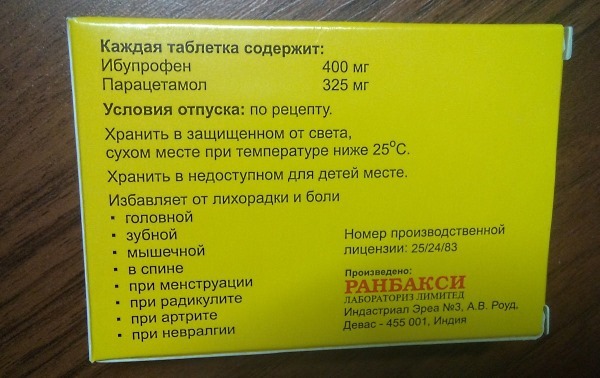 Каждая таблетка содержит:
Ибупрофен 400 мг
Парацетамол 325 мг
Условия отпуска: по рецепту.
Хранить в защищенном от света,
сухом месте при температуре ниже 25°C.
Хранить в недоступном для детей месте.
Избавляет от лихорадки и боли
· головной
· зубной
· мышечной
· в спине
· при менструации
· при радикулите
· при артрите
· при невралгии
Номер производственной
лицензии: 25/24/83
Произведено:
РАНБАКСИ
ЛАБОРАТОРИЗ ЛИМИТЕД
Индастриал Эреа №3, А.В. Роуд,
Девас - 455 001, Индия